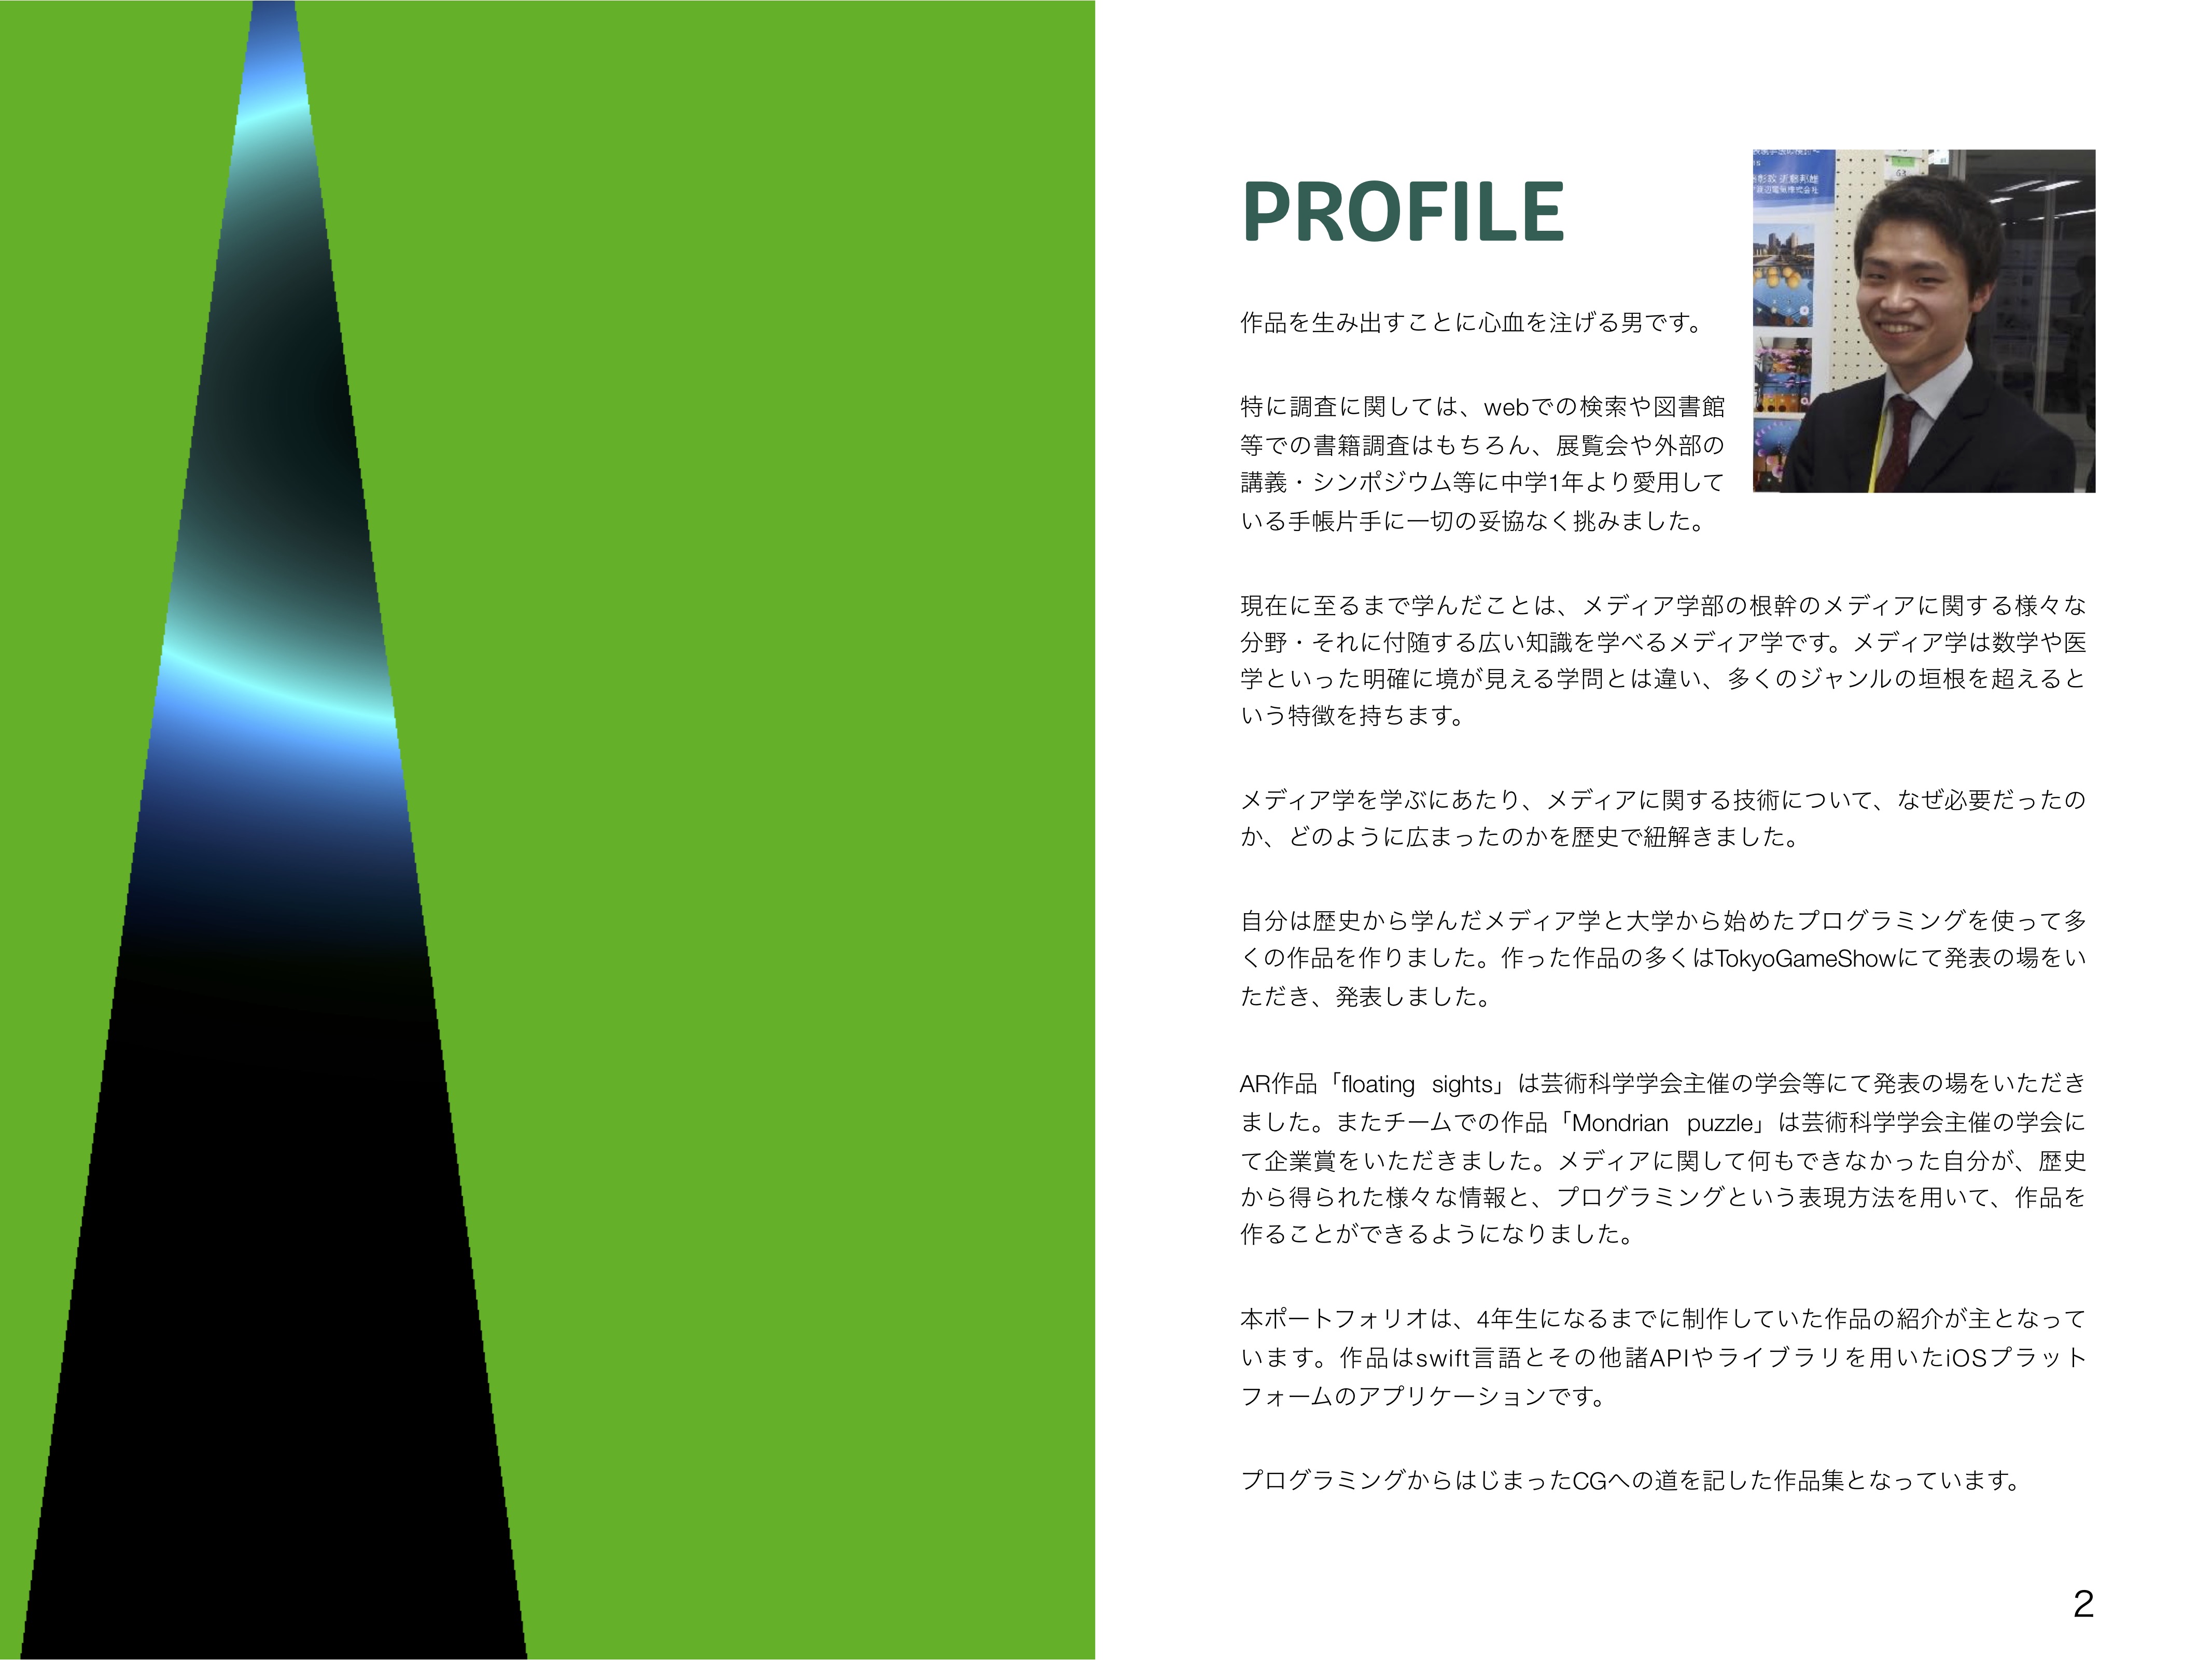 PROFILE
作品を生み出すことに心血を注げる男です。
特に調査に関しては、webでの検索や図書館
等での書籍調査はもちろん、展覧会や外部の
講義・シンポジウム等に中学1年より愛用して
いる手帳片手に一切の妥協なく挑みました。
現在に至るまで学んだことは、メディア学部の根幹のメディアに関する様々な
分野・それに付随する広い知識を学べるメディア学です。メディア学は数学や医
学といった明確に境が見える学問とは違い、多くのジャンルの垣根を超えると
いう特徴を持ちます。
メディア学を学ぶにあたり、メディアに関する技術について、なぜ必要だったの
か、どのように広まったのかを歴史で紐解きました。
自分は歴史から学んだメディア学と大学から始めたプログラミングを使って多
くの作品を作りました。作った作品の多くはTokyoGameShowにて発表の場をい
ただき、発表しました。
AR作品「floating sights」は芸術科学学会主催の学会等にて発表の場をいただき
ました。またチームでの作品「Mondrian puzzle」は芸術科学学会主催の学会に
て企業賞をいただきました。メディアに関して何もできなかった自分が、歴史
から得られた様々な情報と、プログラミングという表現方法を用いて、作品を
作ることができるようになりました。
本ポートフォリオは、4年生になるまでに制作していた作品の紹介が主となって
います。作品はswift言語とその他諸APIやライブラリを用いたiOSプラット
フォームのアプリケーションです。
プログラミングからはじまったCGへの道を記した作品集となっています。
2